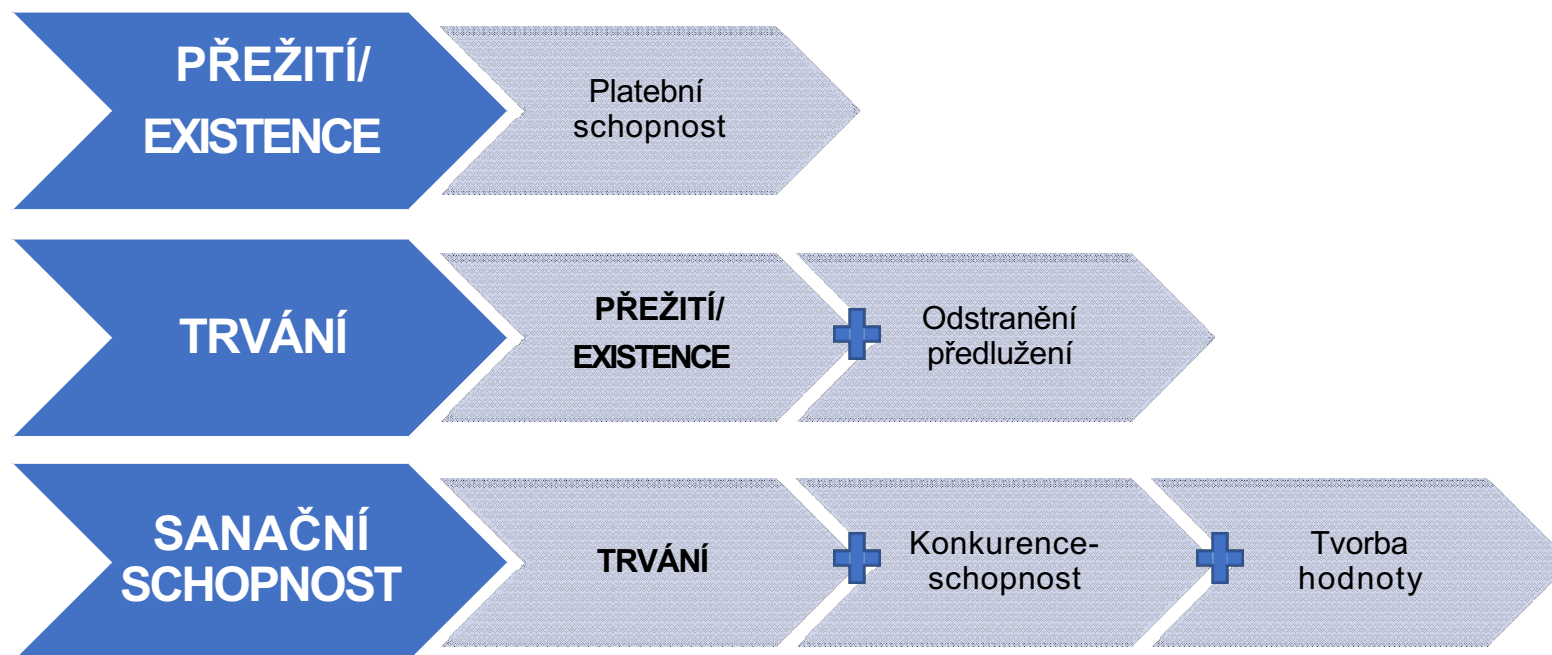 PŘEŽITÍ/
EXISTENCE
Platební
schopnost
TRVÁNÍ
PŘEŽITÍ/
EXISTENCE
Odstranění
předlužení
SANAČNÍ
SCHOPNOST
TRVÁNÍ
Konkurence-
schopnost
Tvorba
hodnoty